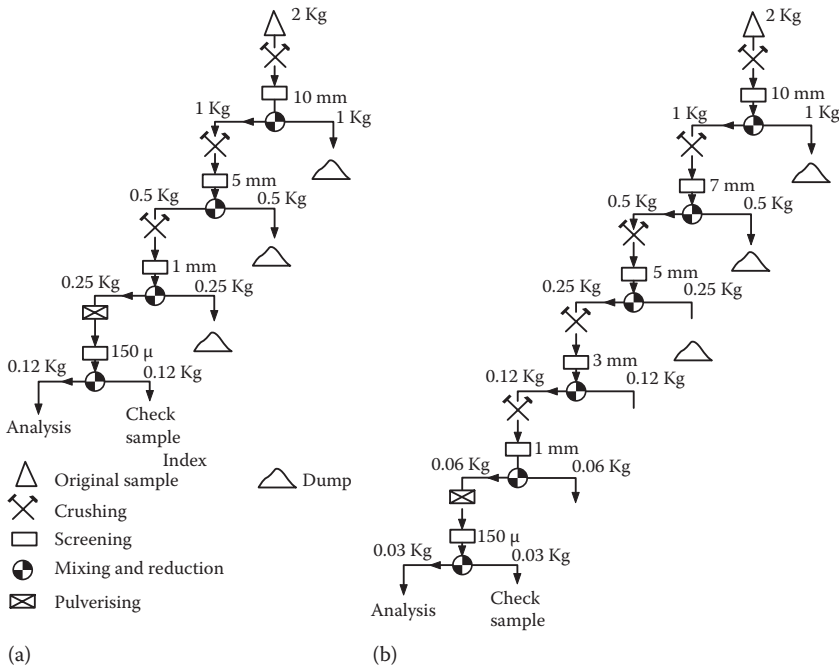 2 Kg
10 mm
1 Kg
1 Kg
5 mm
0.5 Kg
0.5 Kg
1 mm
0.25 Kg
0.25 Kg
150 μ
0.12 Kg
0.12 Kg
Analysis
Check
sample
Index
Original sample
Dump
Crushing
Screening
Mixing and reduction
Pulverising
(a)
2 Kg
10 mm
1 Kg
1 Kg
7 mm
0.5 Kg
0.5 Kg
5 mm
0.25 Kg
0.25 Kg
3 mm
0.12 Kg
0.12 Kg
1 mm
0.06 Kg
0.06 Kg
150 μ
0.03 Kg
0.03 Kg
Analysis
Check
sample
(b)